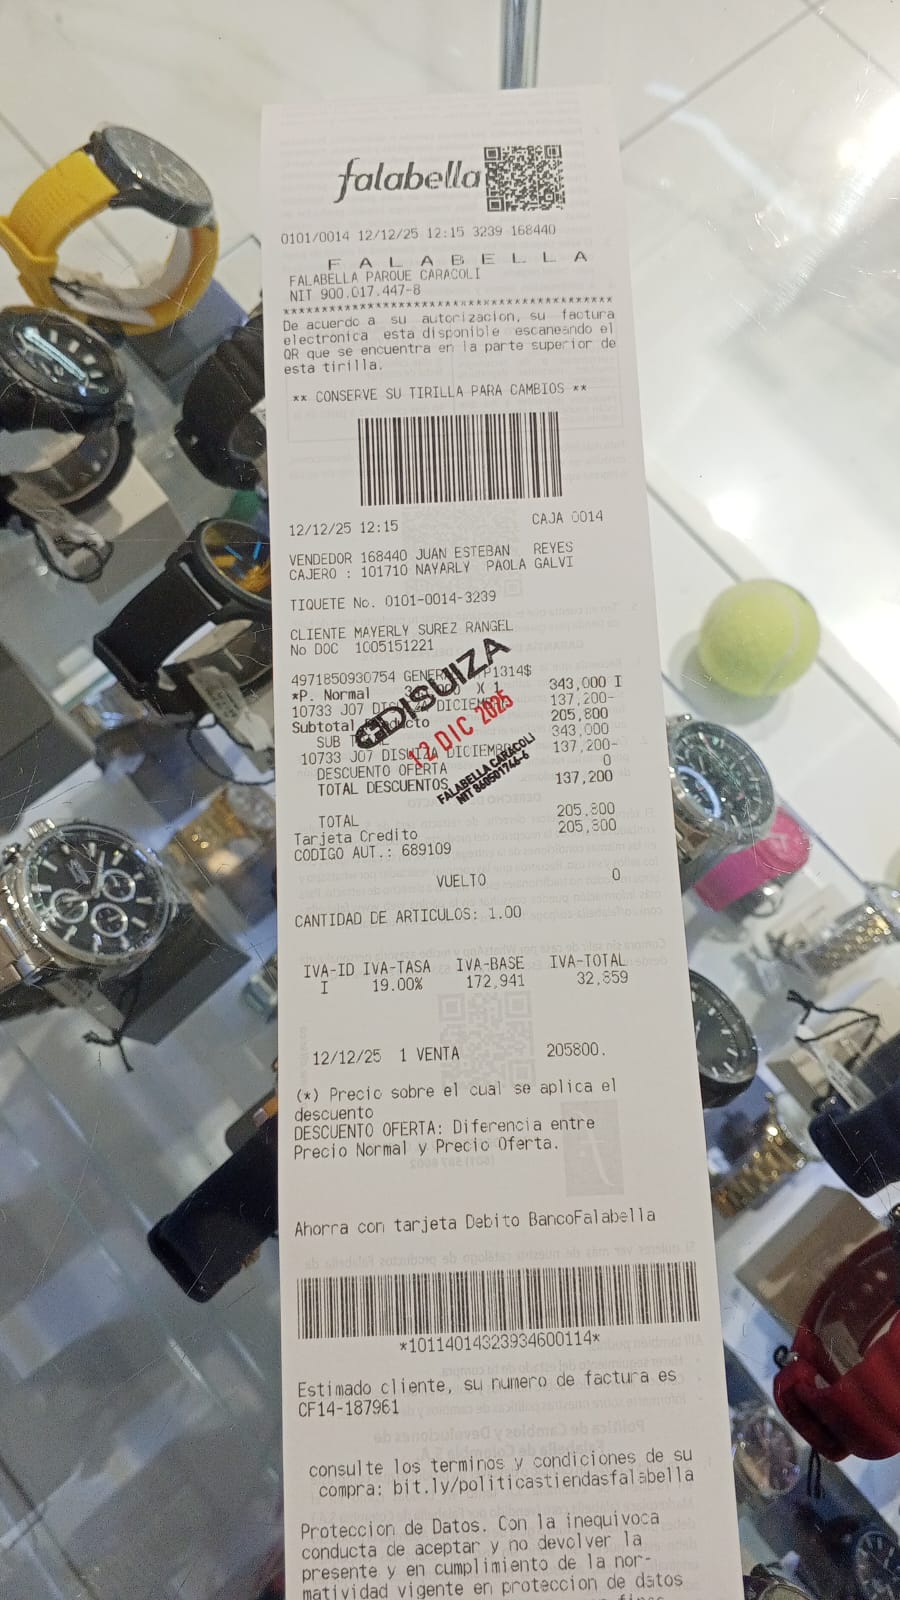 falabella
0101/0014 12/12/25 12:15 3239 168440
F A L A B E L L A
FALABELLA PARQUE CARACOLI
NIT 900.017.447-8
****************************************
De acuerdo a su autorizacion, su factura
electronica esta disponible escaneando el
QR que se encuentra en la parte superior de
esta tirilla.
** CONSERVE SU TIRILLA PARA CAMBIOS **
12/12/25 12:15 CAJA 0014
VENDEDOR 168440 JUAN ESTEBAN REYES
CAJERO : 101710 NAYARLY PAOLA GALVI
TIQUETE No. 0101-0014-3239
CLIENTE MAYERLY SUREZ RANGEL
No DOC 1005151221
4971850930754 P1314$
*P. Normal X 1 343,000 I
10733 J07 DICIEMB 137,200-
Subtotal 205,800
SUB 343,000
10733 J07 DISUIZA DICIEMB 137,200-
DESCUENTO OFERTA 0
TOTAL DESCUENTOS 137,200
DISUIZA
12 DIC 2025
FALABELLA CARACOLI
TOTAL 205,800
Tarjeta Credito 205,800
CODIGO AUT.: 689109
VUELTO 0
CANTIDAD DE ARTICULOS: 1.00
IVA-ID IVA-TASA IVA-BASE IVA-TOTAL
I 19.00% 172,941 32,859
12/12/25 1 VENTA 205800.
(*) Precio sobre el cual se aplica el
descuento
DESCUENTO OFERTA: Diferencia entre
Precio Normal y Precio Oferta.
Ahorra con tarjeta Debito BancoFalabella
*10114014323934600114*
Estimado cliente, su numero de factura es
CF14-187961
consulte los terminos y condiciones de su
compra: bit.ly/politicastiendasfalabella
Proteccion de Datos. Con la inequivoca
conducta de aceptar y no devolver la
presente y en cumplimiento de la nor-
matividad vigente en proteccion de datos